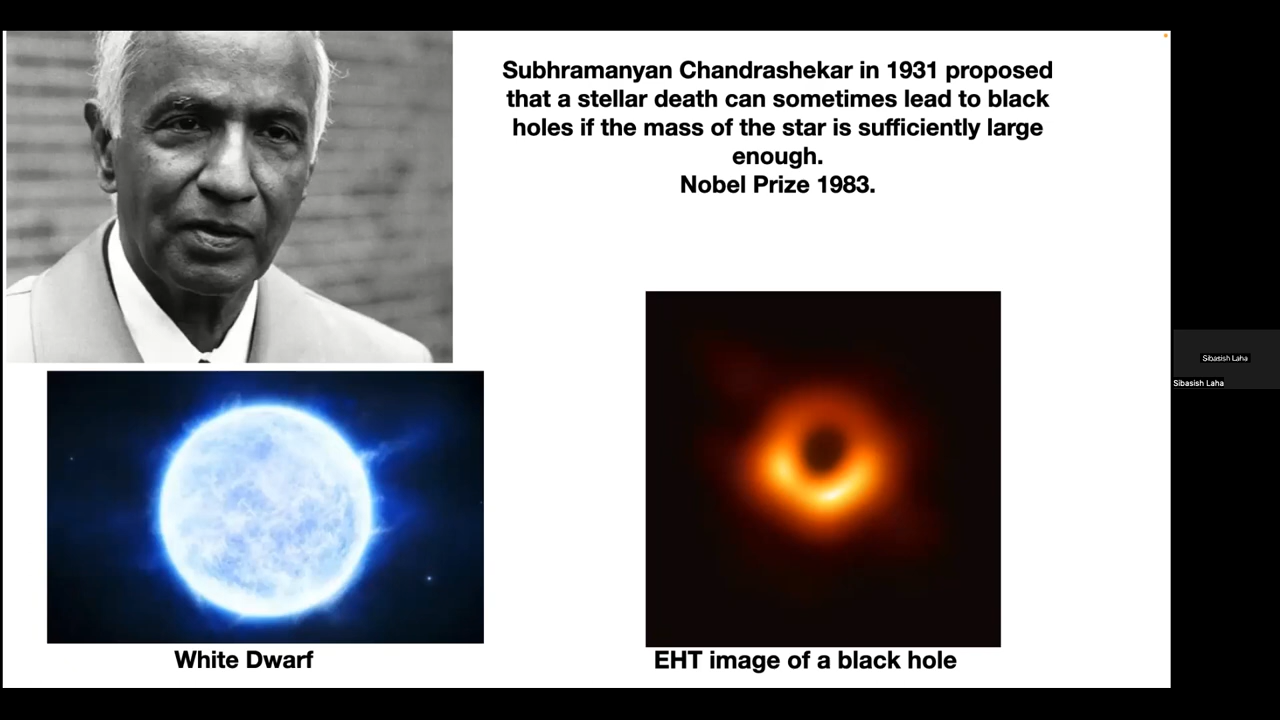 Subhramanyan Chandrashekar in 1931 proposed
that a stellar death can sometimes lead to black
holes if the mass of the star is sufficiently large
enough.
Nobel Prize 1983.
Sibasish Laha
Sibasish Laha
White Dwarf
EHT image of a black hole